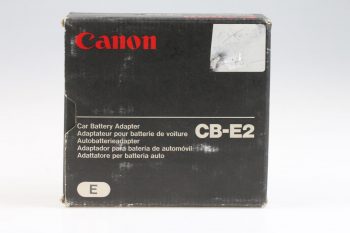 Canon
Car Battery Adapter
Adaptateur pour batterie de voiture
Autobatterieadapter
Adaptador para batería de automóvil
Adattatore per batteria auto
CB-E2
E